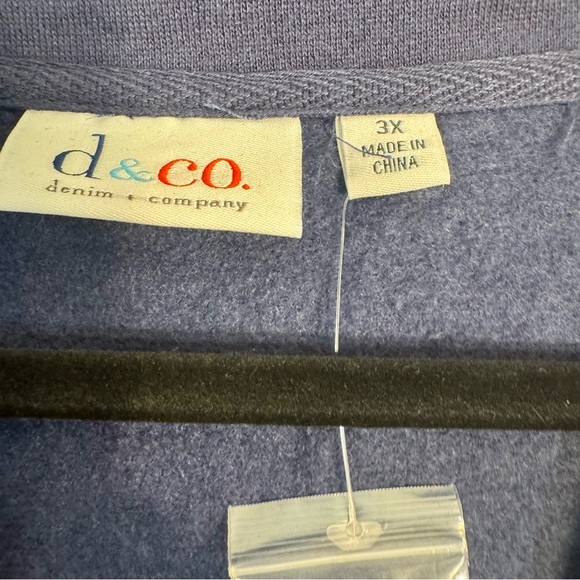 d&co.
denim + company
3X
MADE IN
CHINA